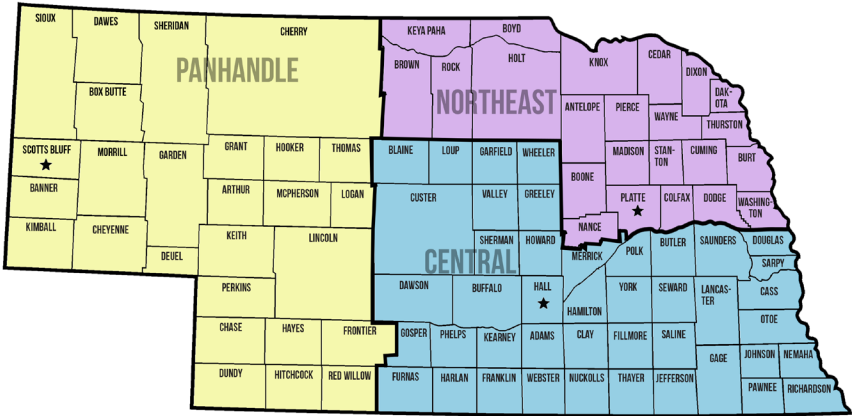 SIOUX
DAWES
SHERIDAN
CHERRY
KEYA PAHA
BOYD
PANHANDLE
BOX BUTTE
BROWN
ROCK
HOLT
KNOX
CEDAR
DIXON
DAK-
OTA
NORTHEAST
ANTELOPE
PIERCE
WAYNE
THURSTON
SCOTTS BLUFF
MORRILL
GARDEN
GRANT
HOOKER
THOMAS
BLAINE
LOUP
GARFIELD
WHEELER
BOONE
MADISON
STAN-
TON
CUMING
BURT
BANNER
ARTHUR
MCPHERSON
LOGAN
CUSTER
VALLEY
GREELEY
NANCE
PLATTE
COLFAX
DODGE
WASHING-
TON
KIMBALL
CHEYENNE
DEUEL
KEITH
LINCOLN
SHERMAN
HOWARD
CENTRAL
MERRICK
POLK
BUTLER
SAUNDERS
DOUGLAS
SARPY
PERKINS
DAWSON
BUFFALO
HALL
HAMILTON
YORK
SEWARD
LANCAS-
TER
CASS
OTOE
CHASE
HAYES
FRONTIER
GOSPER
PHELPS
KEARNEY
ADAMS
CLAY
FILLMORE
SALINE
GAGE
JOHNSON
NEMAHA
DUNDY
HITCHCOCK
RED WILLOW
FURNAS
HARLAN
FRANKLIN
WEBSTER
NUCKOLLS
THAYER
JEFFERSON
PAWNEE
RICHARDSON